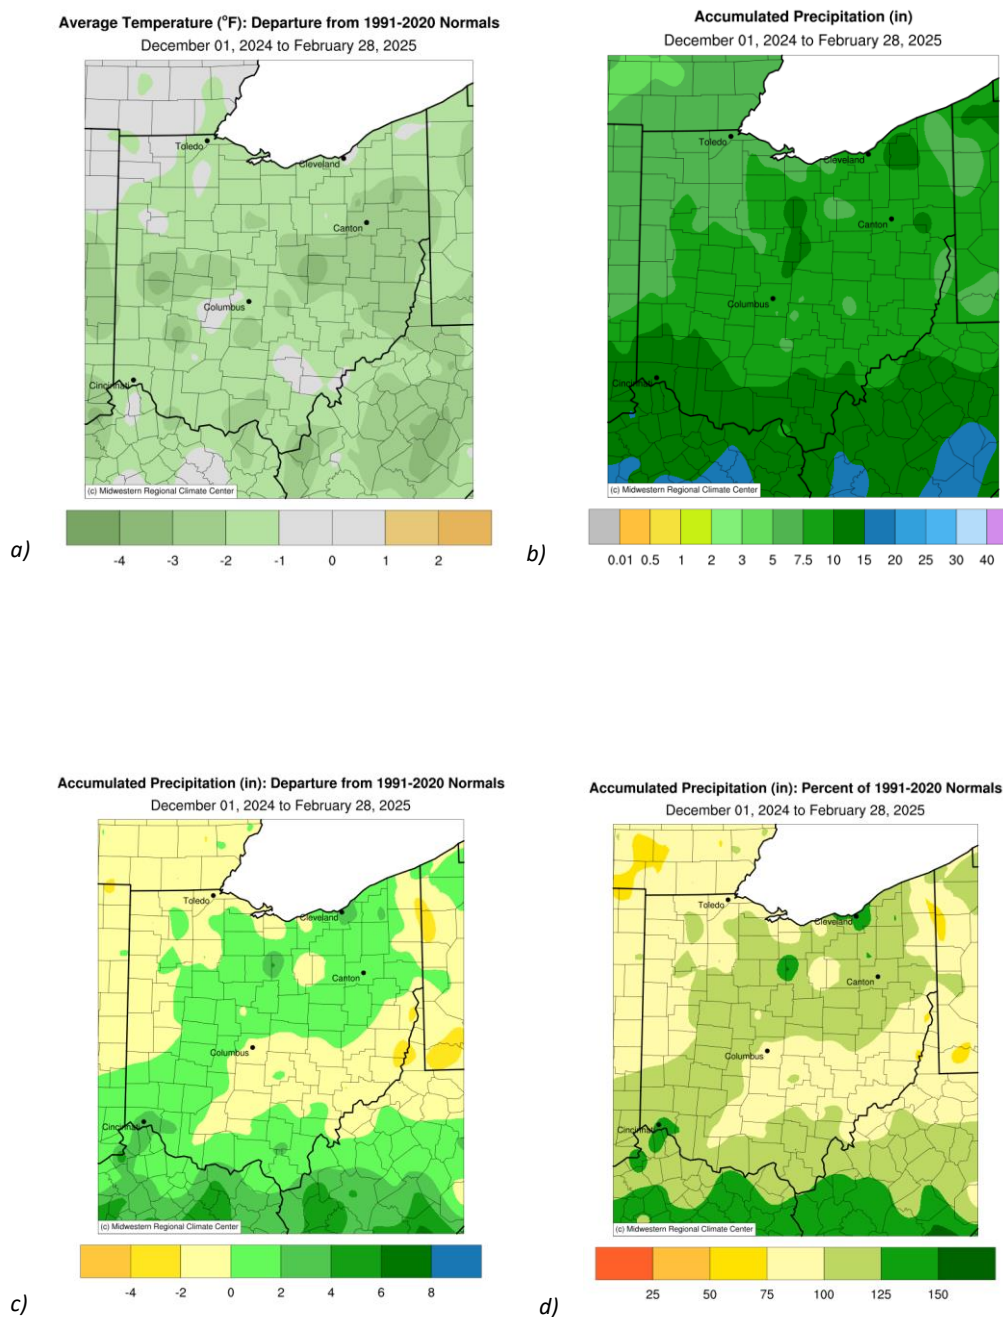 Average Temperature (°F): Departure from 1991-2020 Normals
December 01, 2024 to February 28, 2025
Toledo
Cleveland
Canton
Columbus
Cincinnati
(c) Midwestern Regional Climate Center
-4 -3 -2 -1 0 1 2
a)
Accumulated Precipitation (in)
December 01, 2024 to February 28, 2025
Toledo
Cleveland
Canton
Columbus
Cincinnati
(c) Midwestern Regional Climate Center
0.01 0.5 1 2 3 5 7.5 10 15 20 25 30 40
b)
Accumulated Precipitation (in): Departure from 1991-2020 Normals
December 01, 2024 to February 28, 2025
Toledo
Cleveland
Canton
Columbus
Cincinnati
(c) Midwestern Regional Climate Center
-4 -2 0 2 4 6 8
c)
Accumulated Precipitation (in): Percent of 1991-2020 Normals
December 01, 2024 to February 28, 2025
Toledo
Cleveland
Canton
Columbus
Cincinnati
(c) Midwestern Regional Climate Center
25 50 75 100 125 150
d)